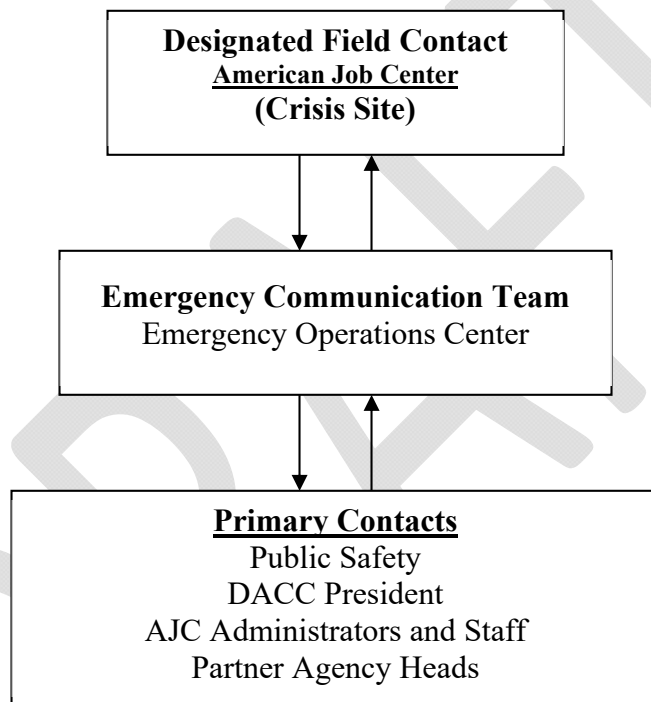 Designated Field Contact
American Job Center
(Crisis Site)
Emergency Communication Team
Emergency Operations Center
Primary Contacts
Public Safety
DACC President
AJC Administrators and Staff
Partner Agency Heads